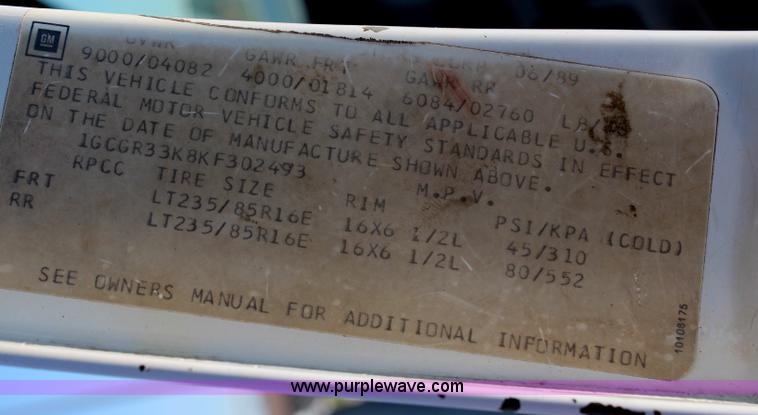 GM
CORP 06/89
GVWR GAWR FRT GAWR RR
9000/04082 4000/01814 6084/02760 LB/
THIS VEHICLE CONFORMS TO ALL APPLICABLE U.S.
FEDERAL MOTOR VEHICLE SAFETY STANDARDS IN EFFECT
ON THE DATE OF MANUFACTURE SHOWN ABOVE.
1GCGR33K8KF302493 M.P.V.
RPCC TIRE SIZE RIM PSI/KPA (COLD)
FRT LT235/85R16E 16X6 1/2L 45/310
RR LT235/85R16E 16X6 1/2L 80/552
SEE OWNERS MANUAL FOR ADDITIONAL INFORMATION
10108175
www.purplewave.com